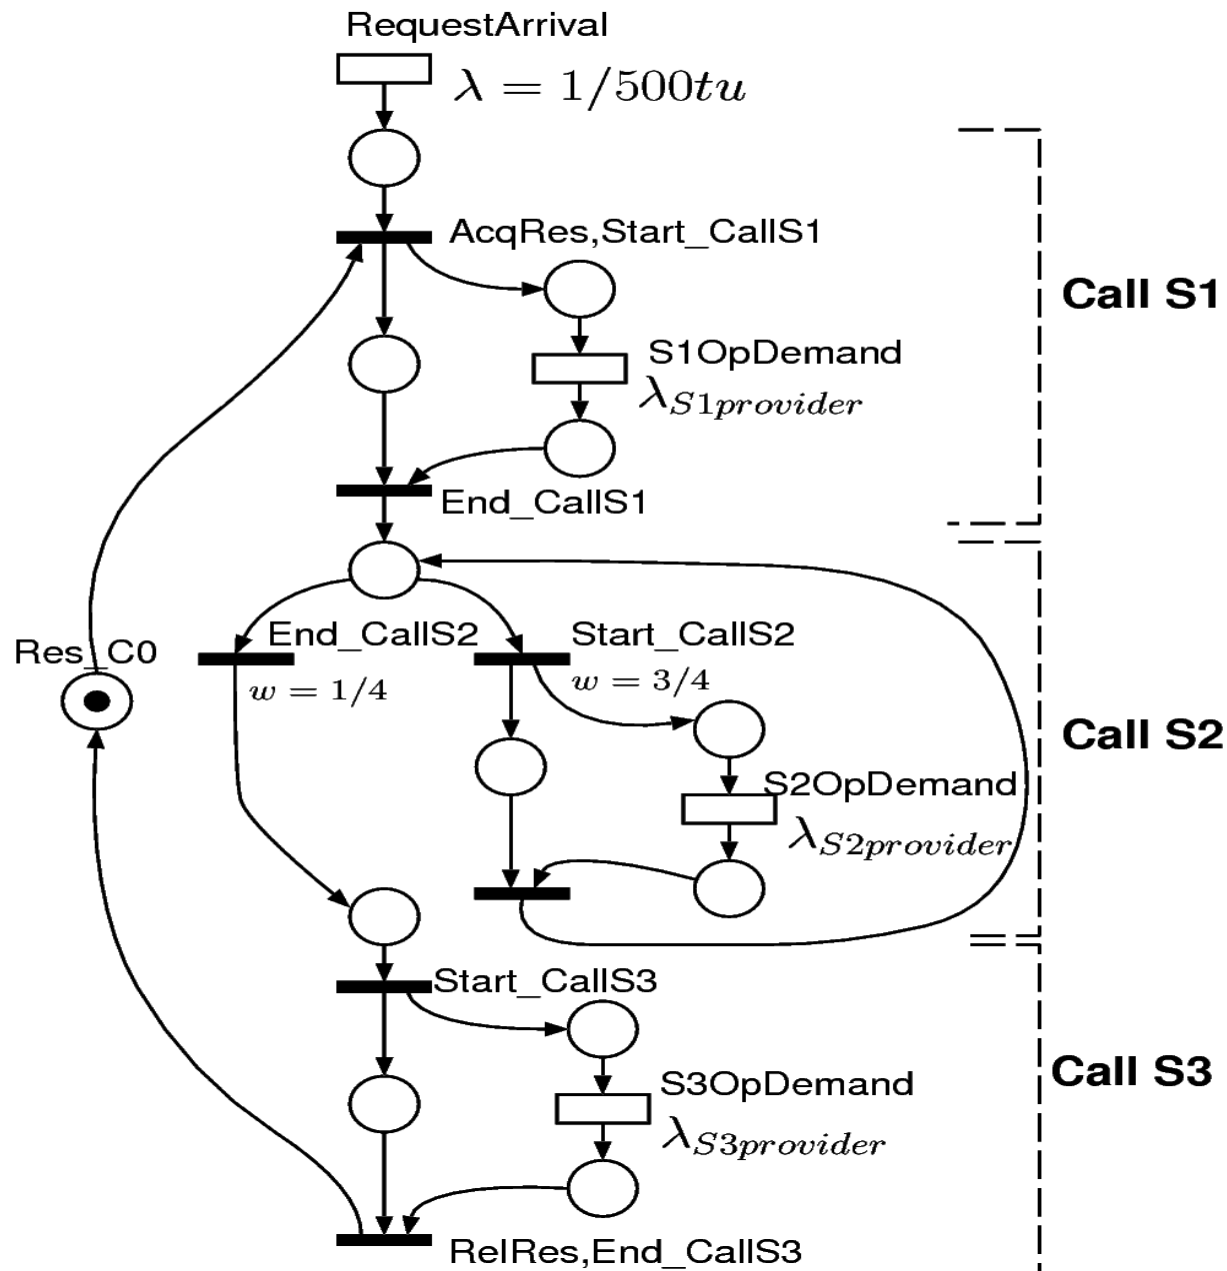 RequestArrival
λ = 1/500tu
AcqRes,Start_CallS1
Call S1
S1OpDemand
λS1provider
End_CallS1
End_CallS2
Start_CallS2
Res_C0
w = 1/4
w = 3/4
Call S2
S2OpDemand
λS2provider
Start_CallS3
Call S3
S3OpDemand
λS3provider
RelRes,End_CallS3